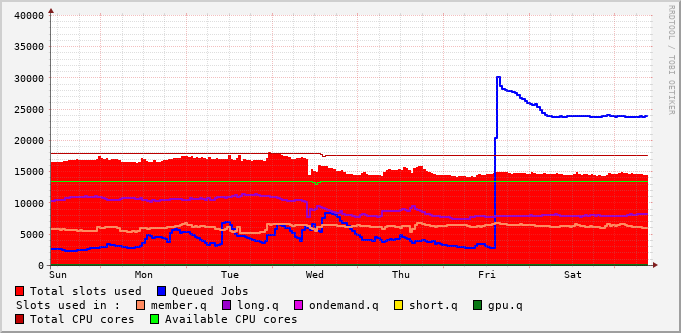 40000
35000
30000
25000
20000
15000
10000
5000
0
Sun Mon Tue Wed Thu Fri Sat
RRDTOOL / TOBI OETIKER
Total slots used Queued Jobs
Slots used in : member.q long.q ondemand.q short.q gpu.q
Total CPU cores Available CPU cores